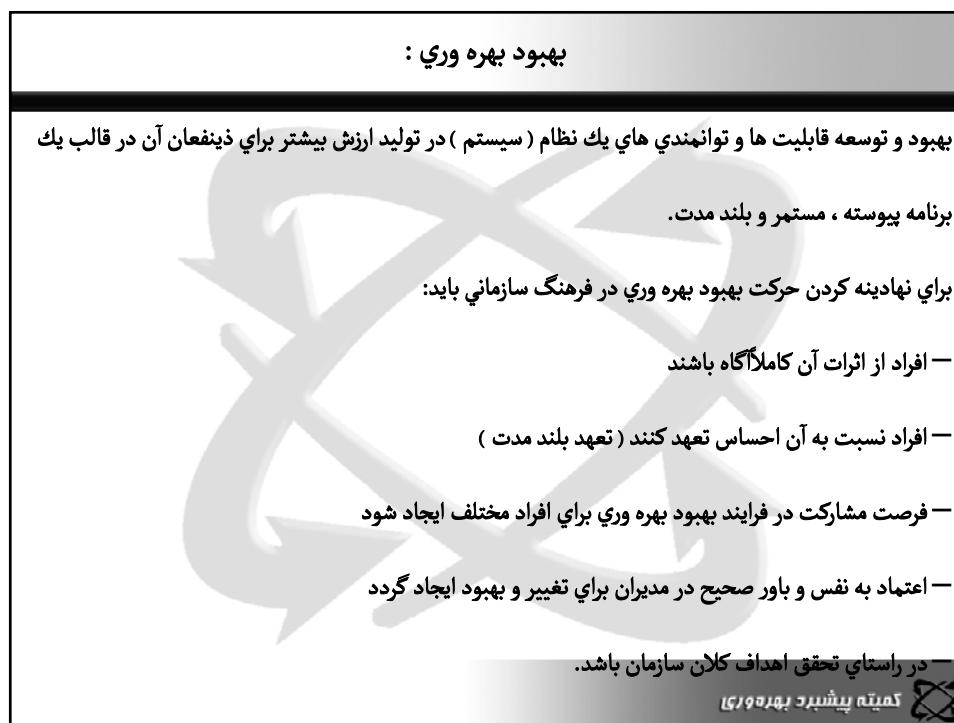 بهبود بهره وري :
بهبود و توسعه قابليت ها و توانمندي هاي يك نظام ( سيستم ) در توليد ارزش بيشتر براي ذينفعان آن در قالب يك
برنامه پيوسته ، مستمر و بلند مدت.
براي نهادينه كردن حركت بهبود بهره وري در فرهنگ سازماني بايد:
– افراد از اثرات آن كاملاًآگاه باشند
– افراد نسبت به آن احساس تعهد كنند ( تعهد بلند مدت )
– فرصت مشاركت در فرايند بهبود بهره وري براي افراد مختلف ايجاد شود
– اعتماد به نفس و باور صحيح در مديران براي تغيير و بهبود ايجاد گردد
– در راستاي تحقق اهداف كلان سازمان باشد.
کمیته پیشبرد بهره‌وری